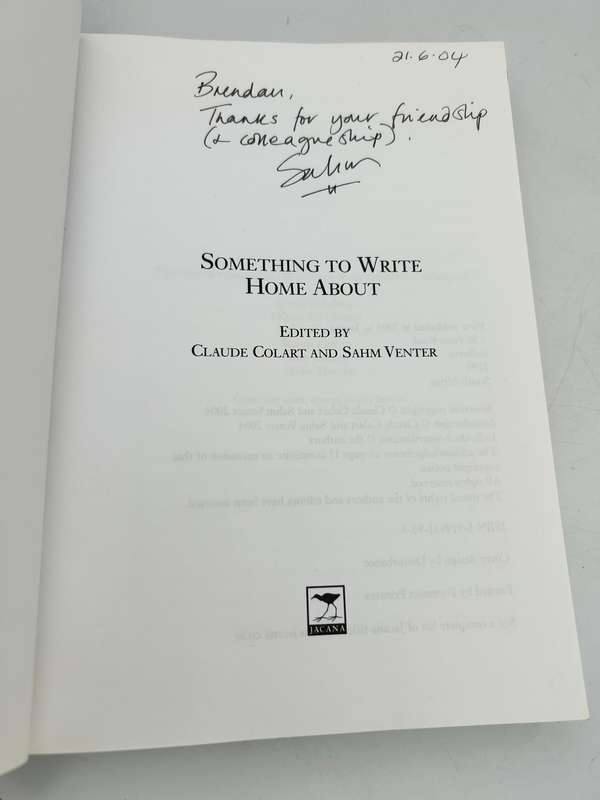 21.6.04
Brendan,
Thanks for your friendship
(& colleagueship).
Sahm
SOMETHING TO WRITE
HOME ABOUT
EDITED BY
CLAUDE COLART AND SAHM VENTER
JACANA